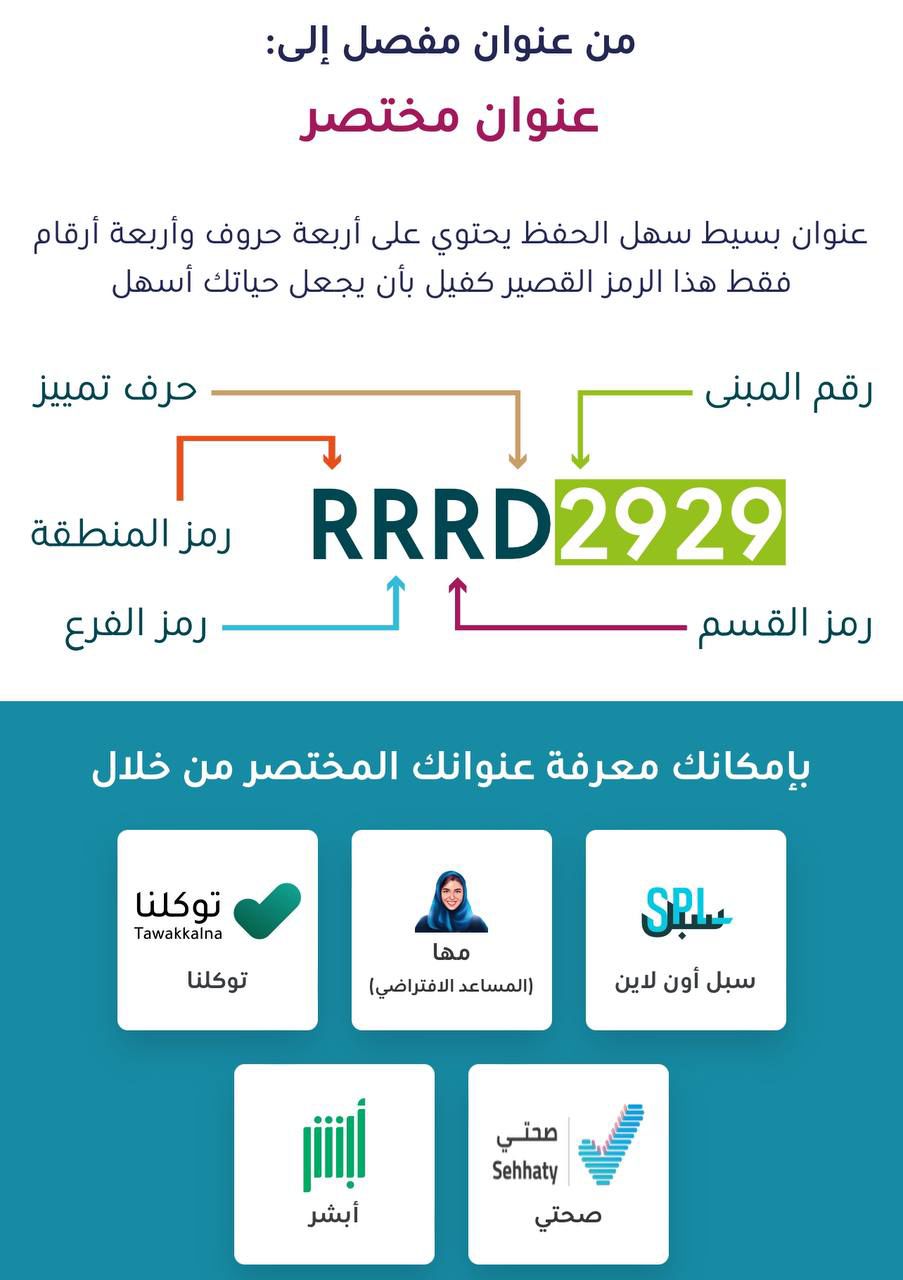 من عنوان مفصل إلى:
عنوان مختصر
عنوان بسيط سهل الحفظ يحتوي على أربعة حروف وأربعة أرقام
فقط هذا الرمز القصير كفيل بأن يجعل حياتك أسهل
رقم المبنى
حرف تمييز
RRRD2929
رمز المنطقة
رمز القسم
رمز الفرع
بإمكانك معرفة عنوانك المختصر من خلال
SPL سبل
سبل أون لاين
مها
(المساعد الافتراضي)
توكلنا
Tawakkalna
توكلنا
صحتي
Sehhaty
صحتي
أبشر
أبشر